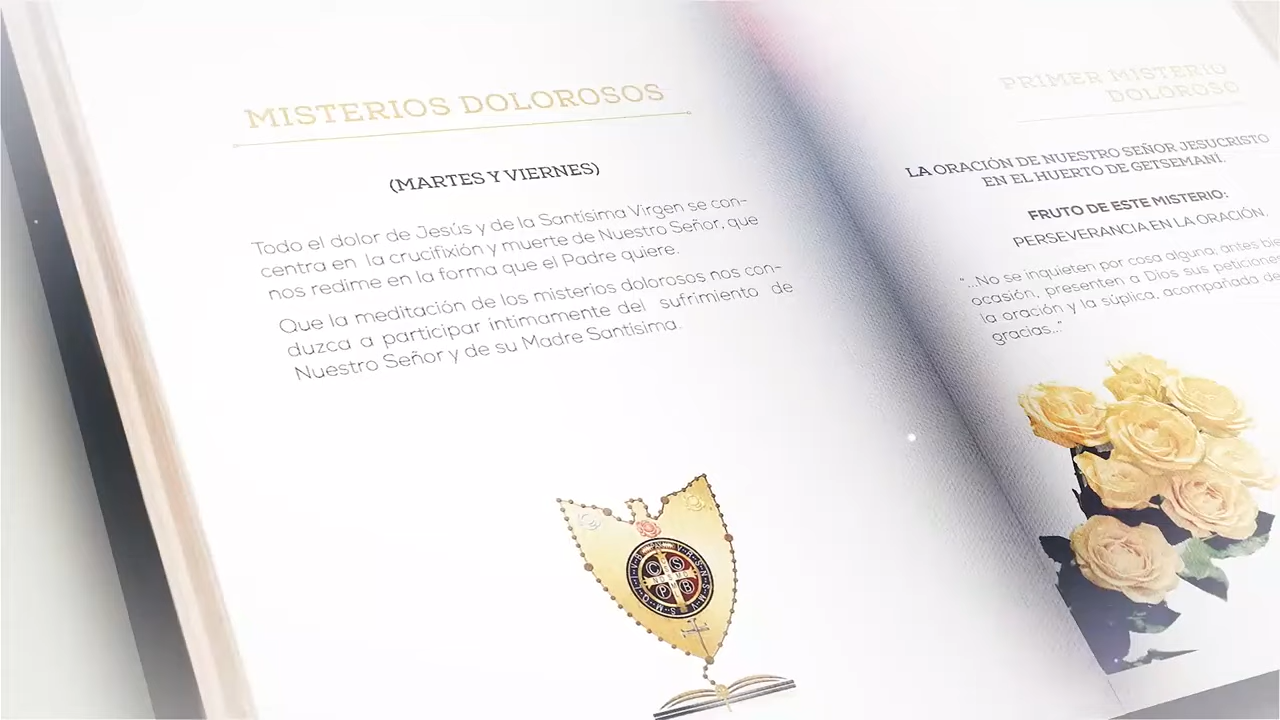 MISTERIOS DOLOROSOS
(MARTES Y VIERNES)
Todo el dolor de Jesús y de la Santísima Virgen se con-
centra en la crucifixión y muerte de Nuestro Señor, que
nos redime en la forma que el Padre quiere.
Que la meditación de los misterios dolorosos nos con-
duzca a participar íntimamente del sufrimiento de
Nuestro Señor y de su Madre Santísima.
C S
P B
PRIMER MISTERIO
DOLOROSO
LA ORACIÓN DE NUESTRO SEÑOR JESUCRISTO
EN EL HUERTO DE GETSEMANÍ.
FRUTO DE ESTE MISTERIO:
PERSEVERANCIA EN LA ORACIÓN.
"...No se inquieten por cosa alguna; antes
ocasión, presenten a Dios sus peticiones
la oración y la súplica, acompañada
gracias..."